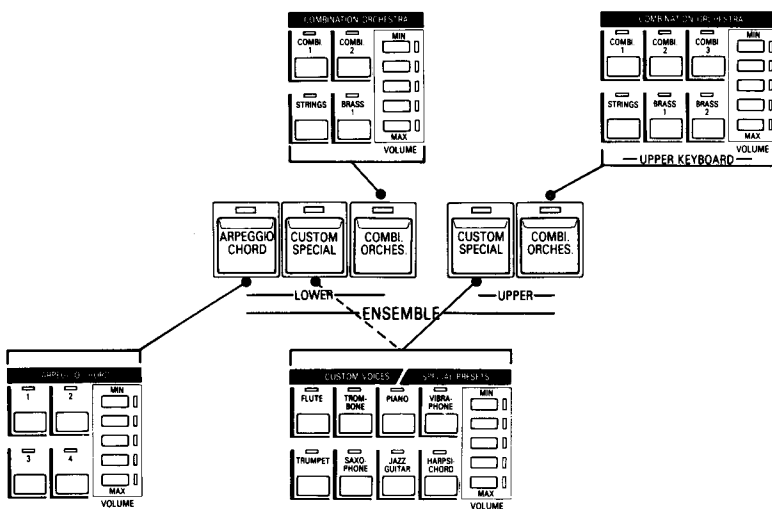 COMBINATION ORCHESTRA
COMBI. 1
COMBI. 2
MIN
STRINGS
BRASS 1
MAX
VOLUME
COMBINATION ORCHESTRA
COMBI. 1
COMBI. 2
COMBI. 3
MIN
STRINGS
BRASS 1
BRASS 2
MAX
VOLUME
UPPER KEYBOARD
ARPEGGIO
CHORD
CUSTOM
SPECIAL
COMBI.
ORCHES.
CUSTOM
SPECIAL
COMBI.
ORCHES.
LOWER
UPPER
ENSEMBLE
ARPEGGIO CHORD
1
2
MIN
3
4
MAX
VOLUME
CUSTOM VOICES / SPECIAL PRESETS
FLUTE
TROM-
BONE
PIANO
VIBRA-
PHONE
MIN
TRUMPET
SAXO-
PHONE
JAZZ
GUITAR
HARPSI-
CHORD
MAX
VOLUME